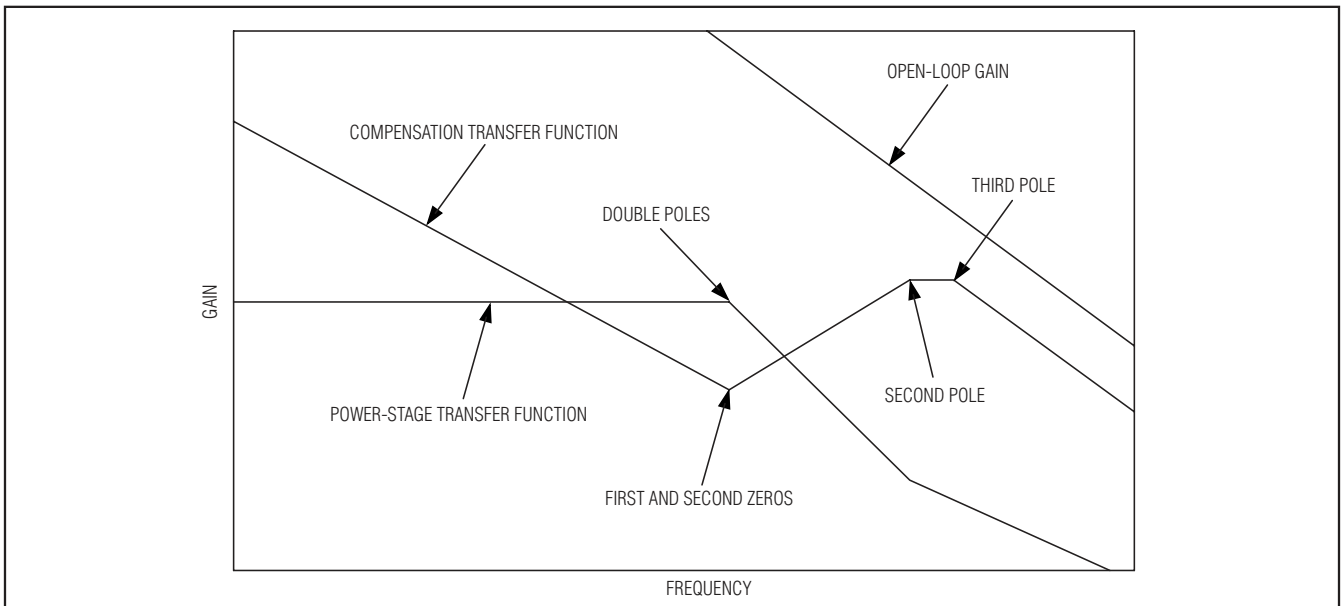 OPEN-LOOP GAIN
COMPENSATION TRANSFER FUNCTION
THIRD POLE
DOUBLE POLES
GAIN
SECOND POLE
POWER-STAGE TRANSFER FUNCTION
FIRST AND SECOND ZEROS
FREQUENCY